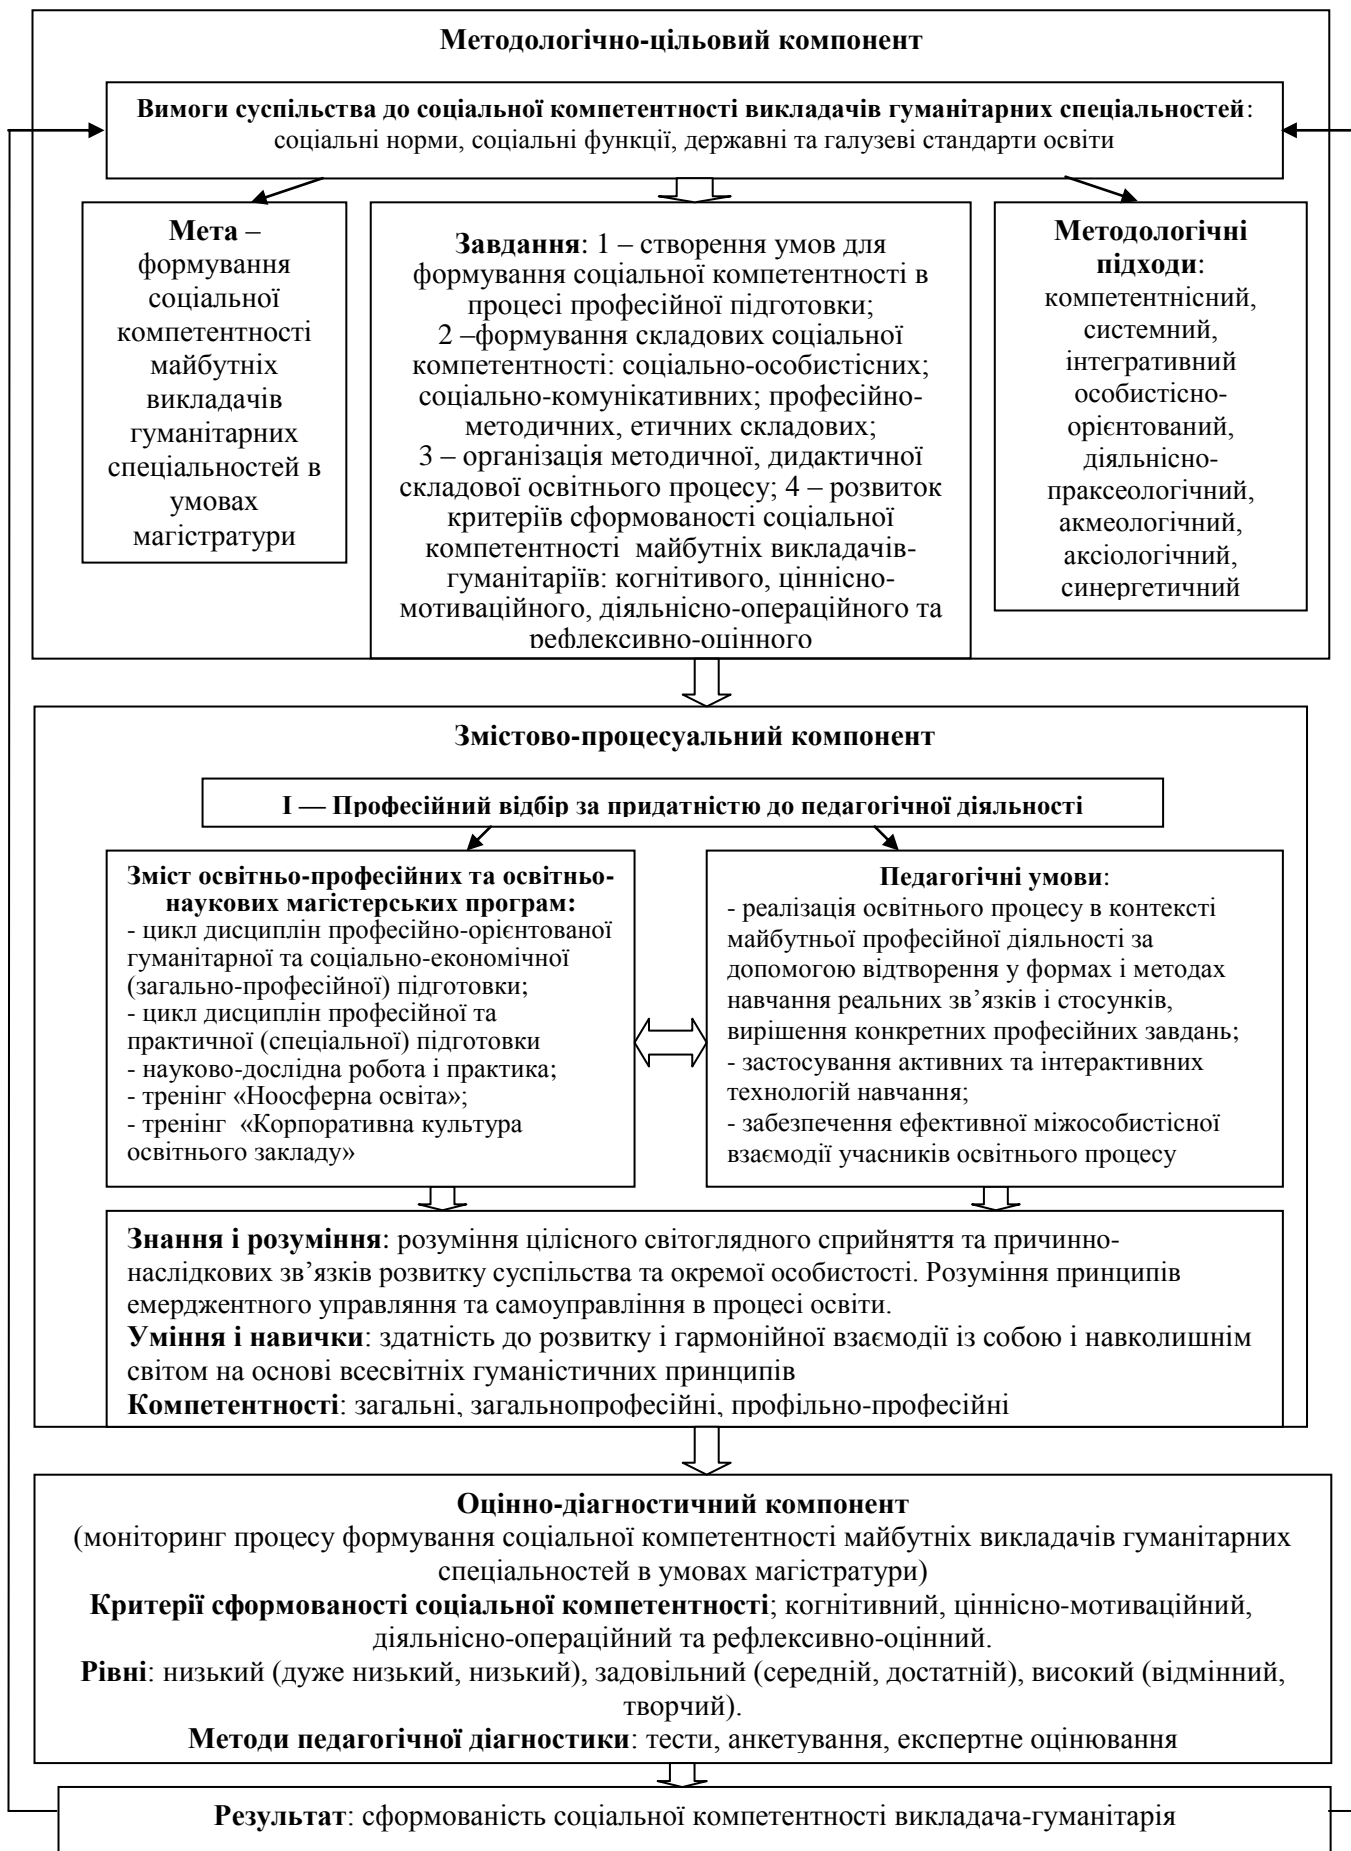 Методологічно-цільовий компонент
Вимоги суспільства до соціальної компетентності викладачів гуманітарних спеціальностей:
соціальні норми, соціальні функції, державні та галузеві стандарти освіти
Мета –
формування
соціальної
компетентності
майбутніх
викладачів
гуманітарних
спеціальностей в
умовах
магістратури
Завдання: 1 – створення умов для
формування соціальної компетентності в
процесі професійної підготовки;
2 –формування складових соціальної
компетентності: соціально-особистісних;
соціально-комунікативних; професійно-
методичних, етичних складових;
3 – організація методичної, дидактичної
складової освітнього процесу; 4 – розвиток
критеріїв сформованості соціальної
компетентності  майбутніх викладачів-
гуманітаріїв: когнітивого, ціннісно-
мотиваційного, діяльнісно-операційного та
рефлексивно-оцінного
Методологічні
підходи:
компетентнісний,
системний,
інтегративний
особистісно-
орієнтований,
діяльнісно-
праксеологічний,
акмеологічний,
аксіологічний,
синергетичний
Змістово-процесуальний компонент
І — Професійний відбір за придатністю до педагогічної діяльності
Зміст освітньо-професійних та освітньо-
наукових магістерських програм:
- цикл дисциплін професійно-орієнтованої
гуманітарної та соціально-економічної
(загально-професійної) підготовки;
- цикл дисциплін професійної та
практичної (спеціальної) підготовки
- науково-дослідна робота і практика;
- тренінг «Ноосферна освіта»;
- тренінг  «Корпоративна культура
освітнього закладу»
Педагогічні умови:
- реалізація освітнього процесу в контексті
майбутньої професійної діяльності за
допомогою відтворення у формах і методах
навчання реальних зв’язків і стосунків,
вирішення конкретних професійних завдань;
- застосування активних та інтерактивних
технологій навчання;
- забезпечення ефективної міжособистісної
взаємодії учасників освітнього процесу
Знання і розуміння: розуміння цілісного світоглядного сприйняття та причинно-
наслідкових зв’язків розвитку суспільства та окремої особистості. Розуміння принципів
емерджентного управляння та самоуправління в процесі освіти.
Уміння і навички: здатність до розвитку і гармонійної взаємодії із собою і навколишнім
світом на основі всесвітніх гуманістичних принципів
Компетентності: загальні, загальнопрофесійні, профільно-професійні
Оцінно-діагностичний компонент
(моніторинг процесу формування соціальної компетентності майбутніх викладачів гуманітарних
спеціальностей в умовах магістратури)
Критерії сформованості соціальної компетентності; когнітивний, ціннісно-мотиваційний,
діяльнісно-операційний та рефлексивно-оцінний.
Рівні: низький (дуже низький, низький), задовільний (середній, достатній), високий (відмінний,
творчий).
Методи педагогічної діагностики: тести, анкетування, експертне оцінювання
Результат: сформованість соціальної компетентності викладача-гуманітарія